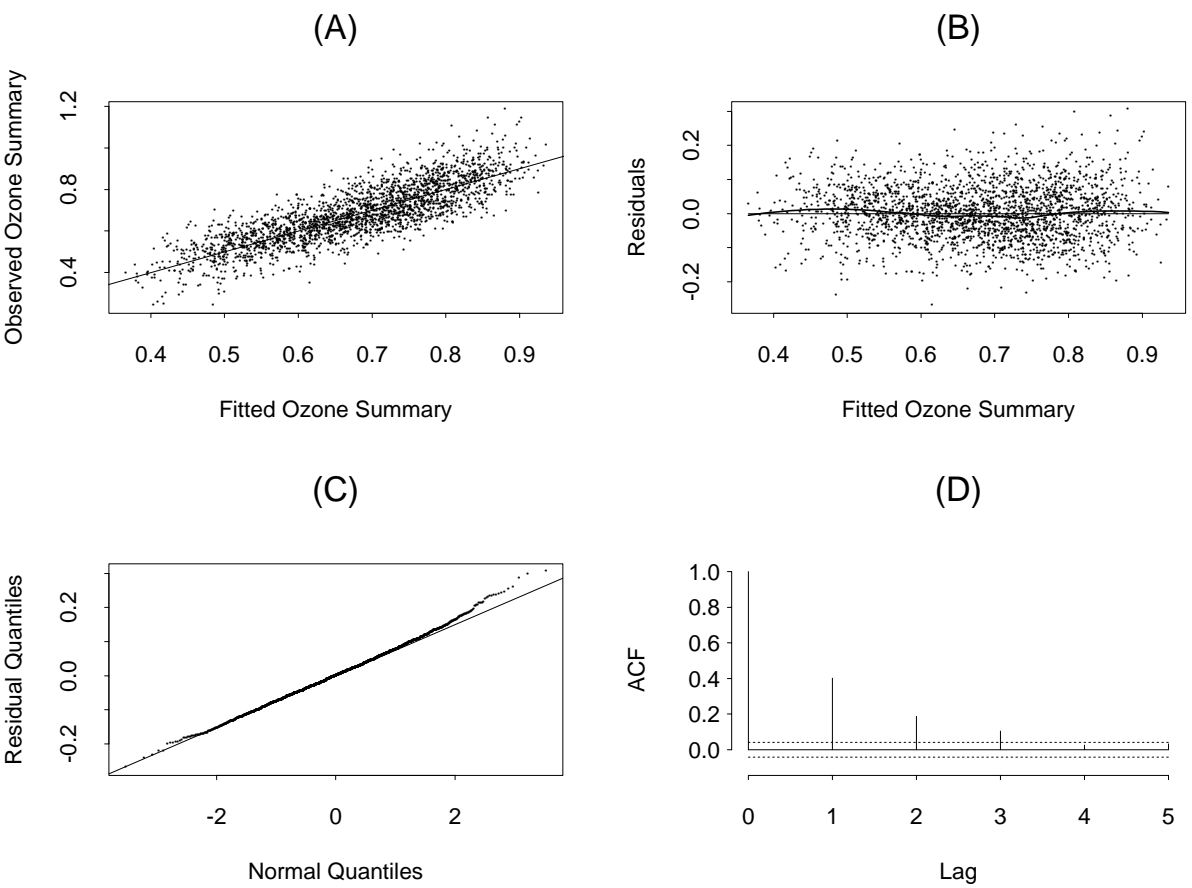 (A)
Observed Ozone Summary
1.2
0.8
0.4
0.4 0.5 0.6 0.7 0.8 0.9
Fitted Ozone Summary
(B)
Residuals
0.2
0.0
-0.2
0.4 0.5 0.6 0.7 0.8 0.9
Fitted Ozone Summary
(C)
Residual Quantiles
0.2
0.0
-0.2
-2 0 2
Normal Quantiles
(D)
ACF
1.0
0.8
0.6
0.4
0.2
0.0
0 1 2 3 4 5
Lag